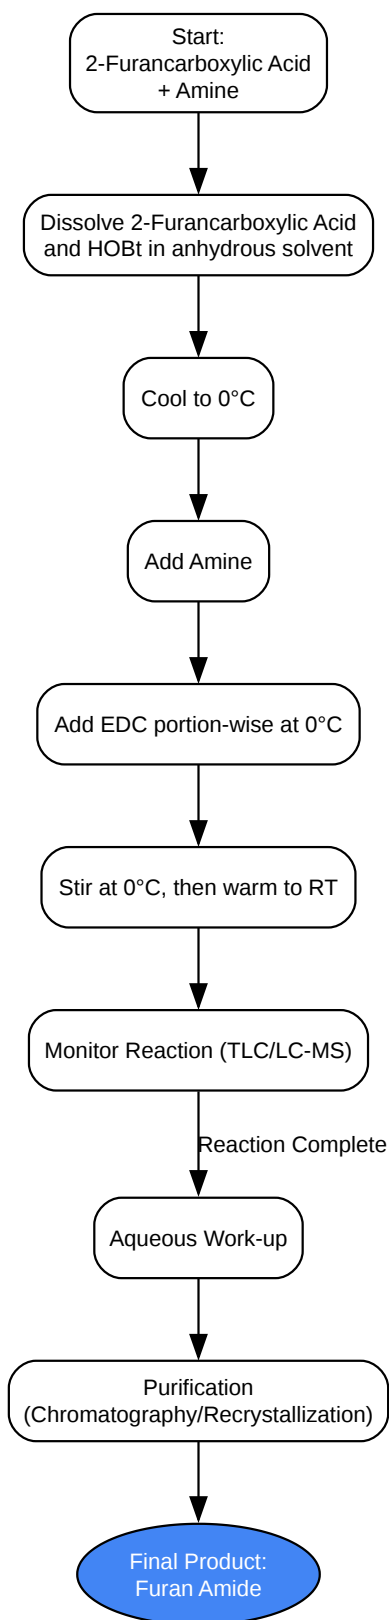 Start:
2-Furancarboxylic Acid
+ Amine
Dissolve 2-Furancarboxylic Acid
and HOBt in anhydrous solvent
Cool to 0°C
Add Amine
Add EDC portion-wise at 0°C
Stir at 0°C, then warm to RT
Monitor Reaction (TLC/LC-MS)
Reaction Complete
Aqueous Work-up
Purification
(Chromatography/Recrystallization)
Final Product:
Furan Amide